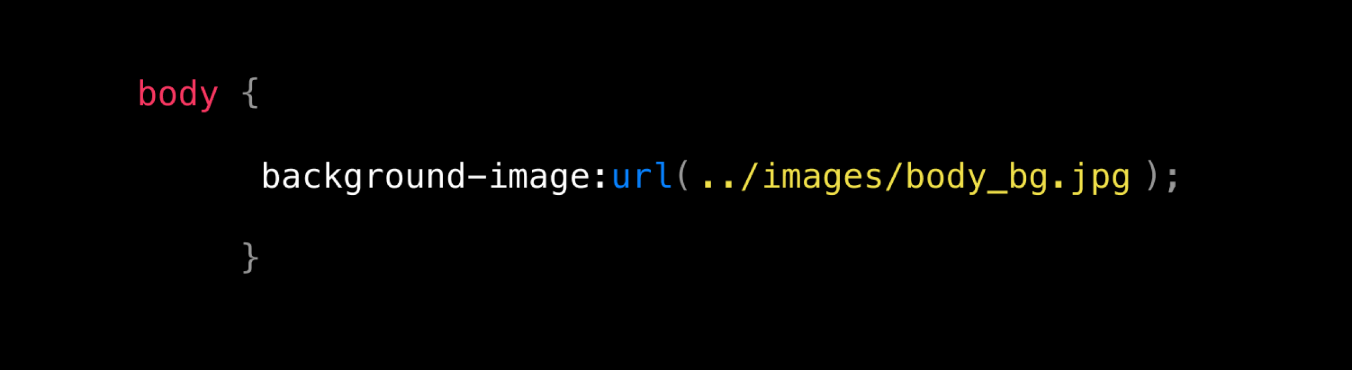 body {
background-image:url(../images/body_bg.jpg );
}